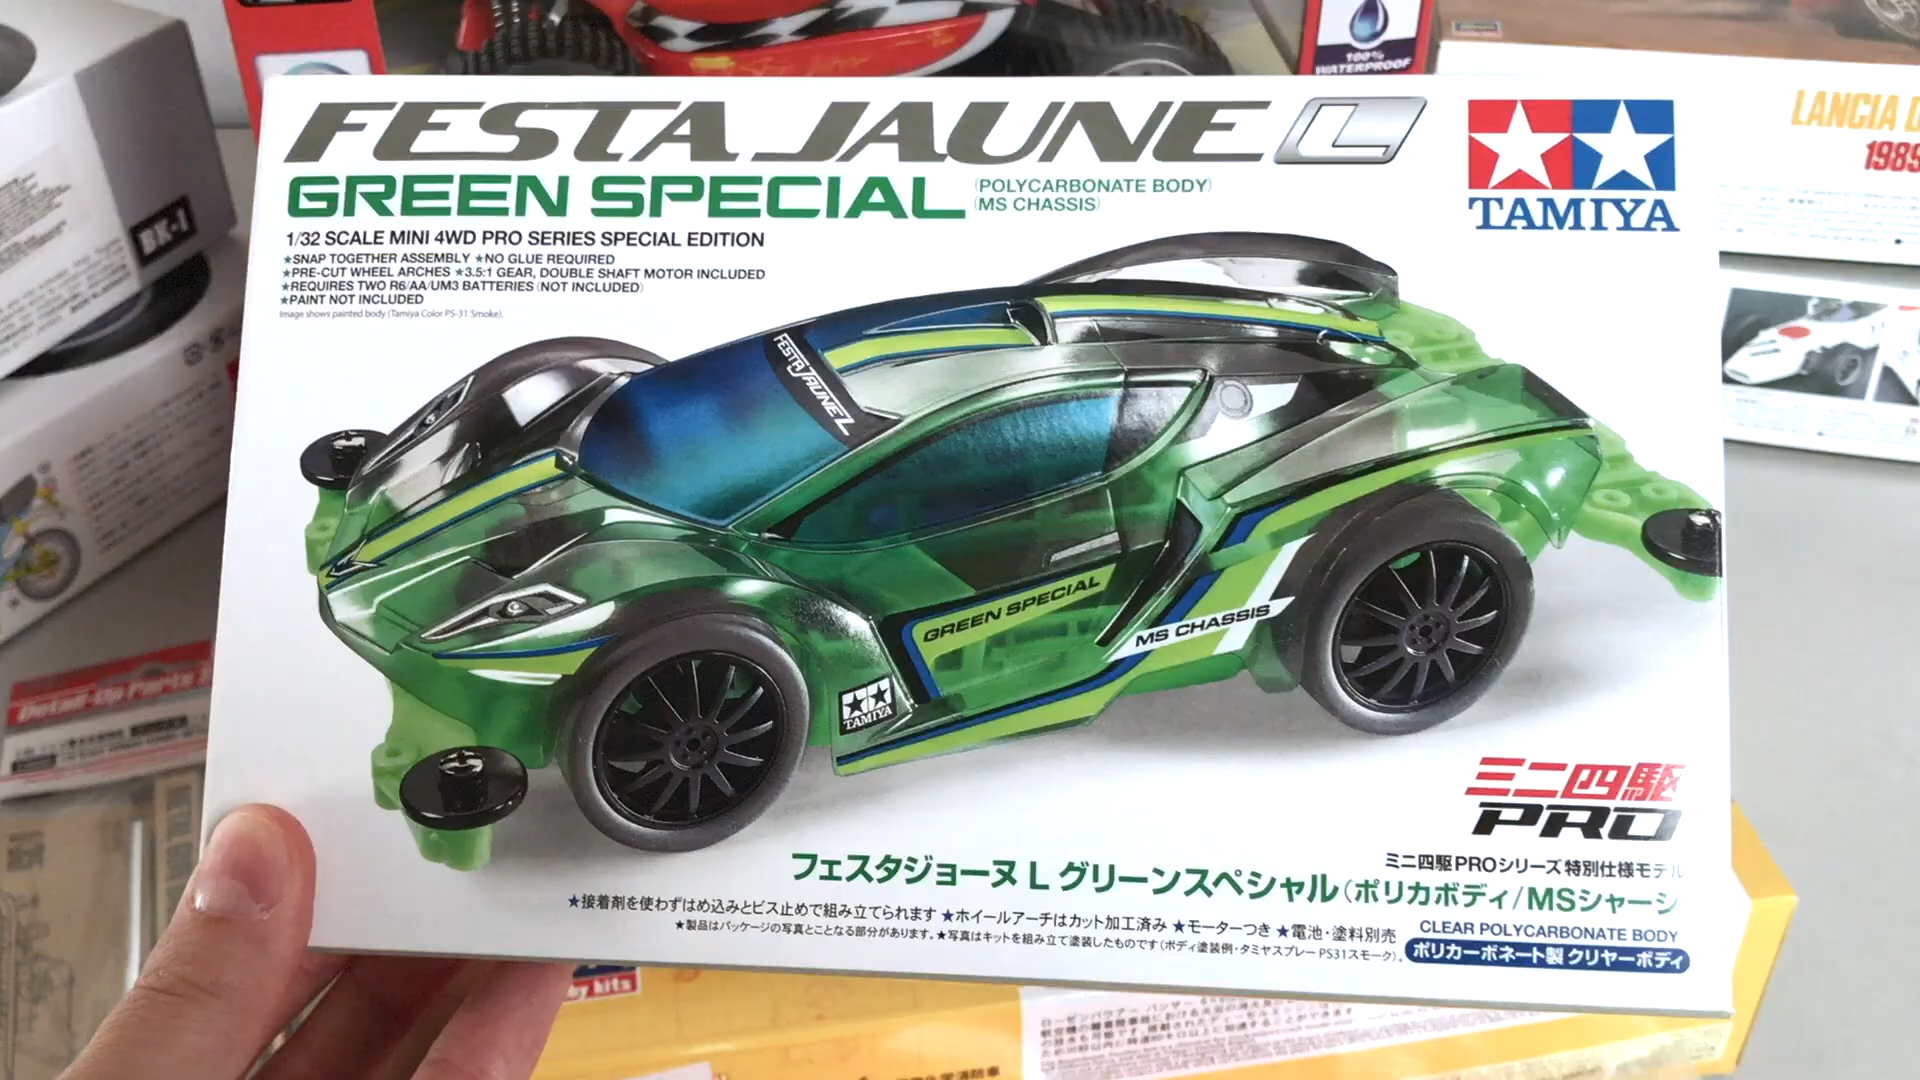 FESTA JAUNE L
GREEN SPECIAL
(POLYCARBONATE BODY)
(MS CHASSIS)
TAMIYA
1/32 SCALE MINI 4WD PRO SERIES SPECIAL EDITION
★SNAP TOGETHER ASSEMBLY ★NO GLUE REQUIRED
★PRE-CUT WHEEL ARCHES ★3.5:1 GEAR, DOUBLE SHAFT MOTOR INCLUDED
★REQUIRES TWO R6/AA/UM3 BATTERIES (NOT INCLUDED)
★PAINT NOT INCLUDED
Image shows painted body (Tamiya Color PS-31 Smoke).
FESTA JAUNE L
GREEN SPECIAL
MS CHASSIS
TAMIYA
ミニ四駆
PRO
ミニ四駆PROシリーズ特別仕様モデル
フェスタジョーヌ L グリーンスペシャル(ポリカボディ/MSシャーシ
★接着剤を使わずはめ込みとビス止めで組み立てられます ★ホイールアーチはカット加工済み ★モーターつき ★電池・塗料別売
★製品はパッケージの写真とことなる部分があります。★写真はキットを組み立て塗装したものです(ボディ塗装例・タミヤスプレーPS31スモーク)。
CLEAR POLYCARBONATE BODY
ポリカーボネート製 クリヤーボディ
100%
WATERPROOF
LANCIA
1989
BK-1
Detail-Up Parts
by kits